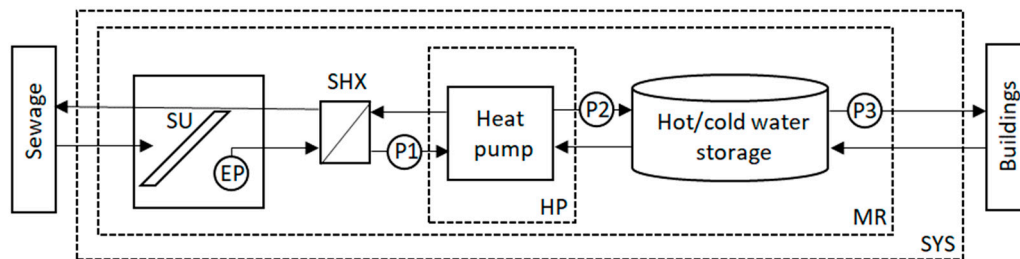 Sewage
SU
EP
SHX
P1
Heat
pump
HP
P2
Hot/cold water
storage
P3
MR
SYS
Buildings